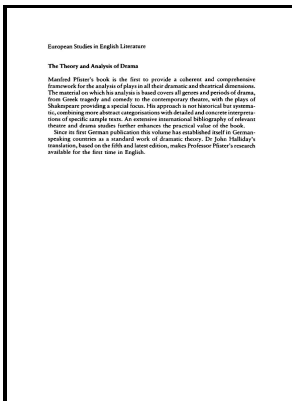 European Studies in English Literature
The Theory and Analysis of Drama
Manfred Pfister's book is the first to provide a coherent and comprehensive
framework for the analysis of plays in all their dramatic and theatrical dimensions.
The material on which his analysis is based covers all genres and periods of drama,
from Greek tragedy and comedy to the contemporary theatre, with the plays of
Shakespeare providing a special focus. His approach is not historical but systema-
tic, combining more abstract categorisations with detailed and concrete interpreta-
tions of specific sample texts. An extensive international bibliography of relevant
theatre and drama studies further enhances the practical value of the book.
Since its first German publication this volume has established itself in German-
speaking countries as a standard work of dramatic theory. Dr John Halliday's
translation, based on the fifth and latest edition, makes Professor Pfister's research
available for the first time in English.